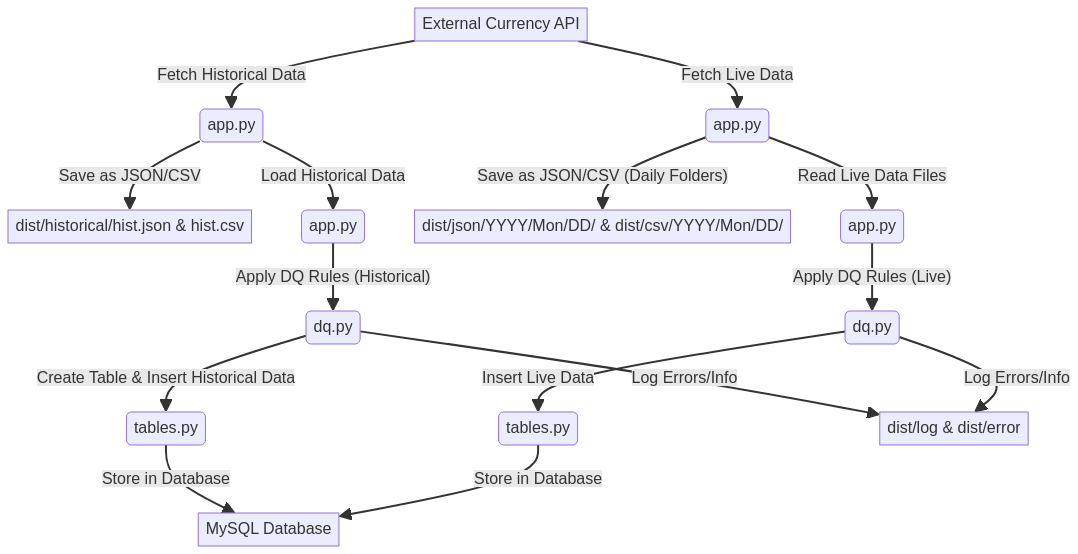 External Currency API
Fetch Historical Data
Fetch Live Data
app.py
app.py
Save as JSON/CSV
Load Historical Data
Save as JSON/CSV (Daily Folders)
Read Live Data Files
dist/historical/hist.json & hist.csv
app.py
dist/json/YYYY/Mon/DD/ & dist/csv/YYYY/Mon/DD/
app.py
Apply DQ Rules (Historical)
Apply DQ Rules (Live)
dq.py
dq.py
Create Table & Insert Historical Data
Insert Live Data
Log Errors/Info
Log Errors/Info
tables.py
tables.py
dist/log & dist/error
Store in Database
Store in Database
MySQL Database